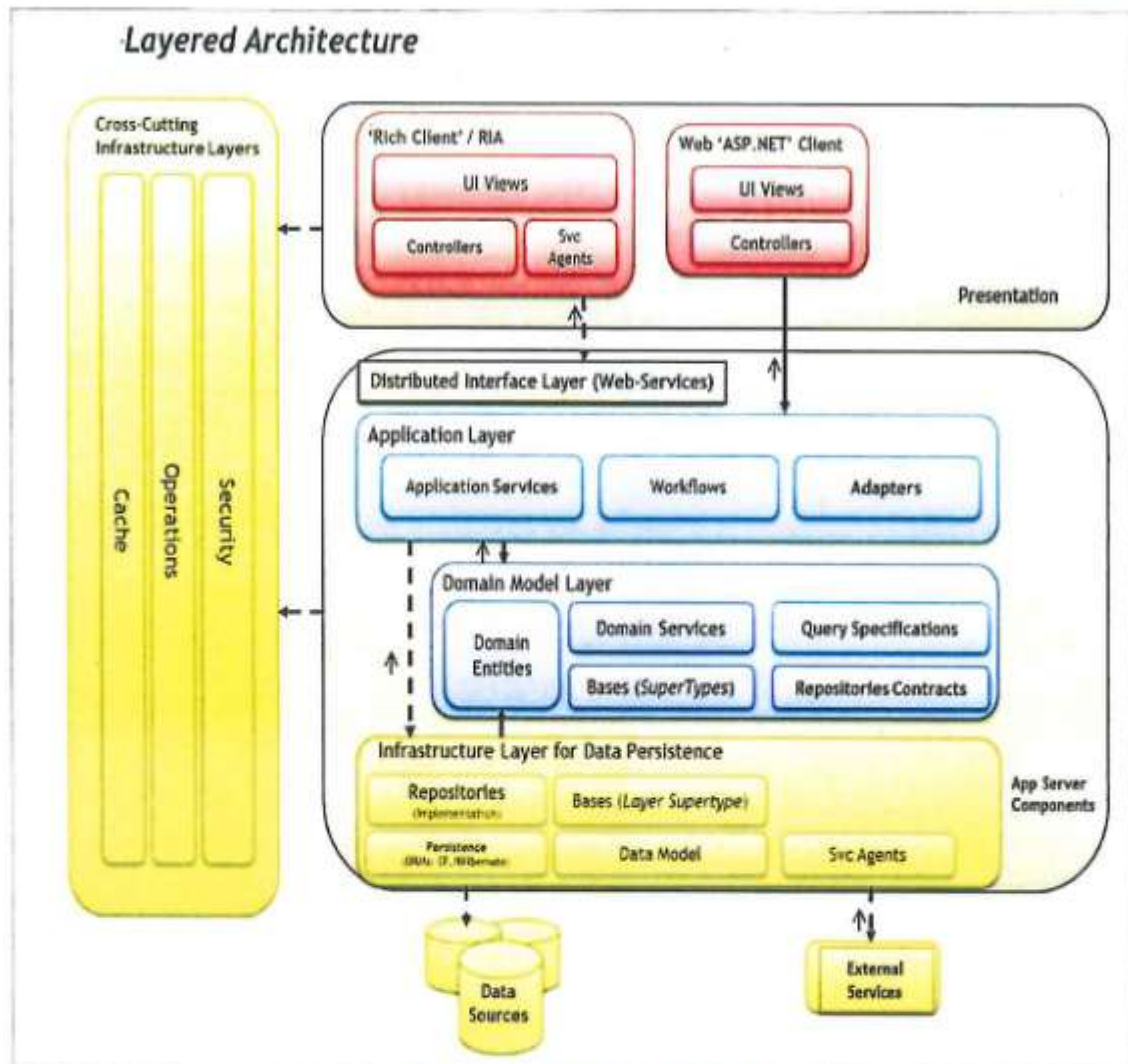 Layered Architecture
Cross-Cutting
Infrastructure Layers
Cache
Operations
Security
'Rich Client' / RIA
UI Views
Controllers
Svc
Agents
Web 'ASP.NET' Client
UI Views
Controllers
Presentation
Distributed Interface Layer (Web-Services)
Application Layer
Application Services
Workflows
Adapters
Domain Model Layer
Domain
Entities
Domain Services
Query Specifications
Bases (SuperTypes)
Repositories Contracts
Infrastructure Layer for Data Persistence
Repositories
(Implementation)
Bases (Layer Supertype)
Persistence
Data Model
Svc Agents
App Server
Components
Data
Sources
External
Services